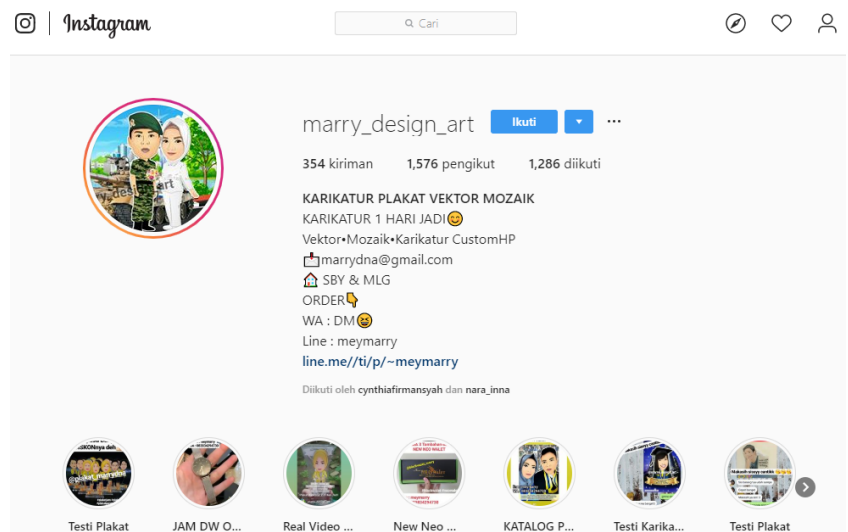 Instagram
Cari
marry_design_art Ikuti
354 kiriman 1,576 pengikut 1,286 diikuti
KARIKATUR PLAKAT VEKTOR MOZAIK
KARIKATUR 1 HARI JADI😊
Vektor•Mozaik•Karikatur CustomHP
📩marrydna@gmail.com
🏠 SBY & MLG
ORDER👇
WA : DM😆
Line : meymarry
line.me//ti/p/~meymarry
Diikuti oleh cynthiafirmansyah dan nara_inna
Testi Plakat
JAM DW O...
Real Video ...
New Neo ...
KATALOG P...
Testi Karika...
Testi Plakat